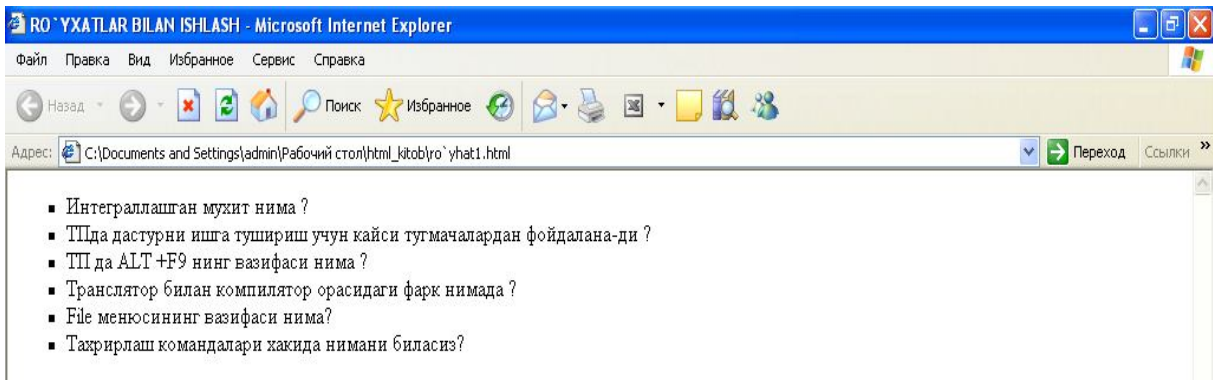 RO`YXATLAR BILAN ISHLASH - Microsoft Internet Explorer
Файл Правка Вид Избранное Сервис Справка
Назад Поиск Избранное
Адрес: C:\Documents and Settings\admin\Рабочий стол\html_kitob\ro`yhat1.html Переход Ссылки »
▪ Интеграллашган мухит нима ?
▪ ТПда дастурни ишга тушириш учун кайси тугмачалардан фойдалана-ди ?
▪ ТП да ALT +F9 нинг вазифаси нима ?
▪ Транслятор билан компилятор орасидаги фарк нимада ?
▪ File менюсининг вазифаси нима?
▪ Тахрирлаш командалари хакида нимани биласиз?